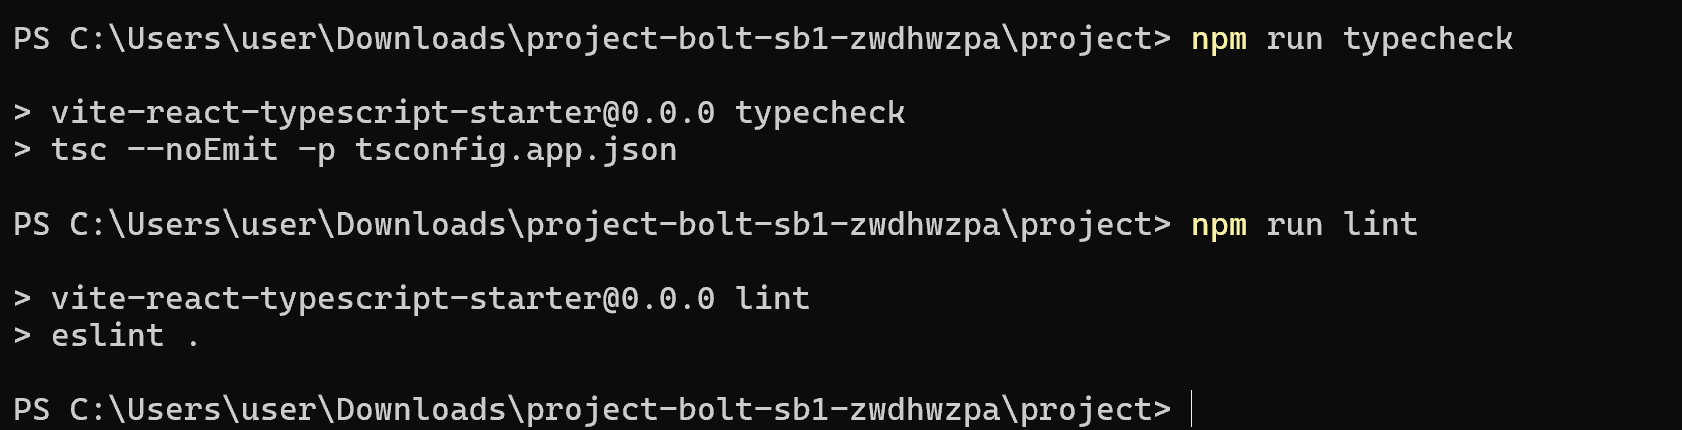 PS C:\Users\user\Downloads\project-bolt-sb1-zwdhwzpa\project> npm run typecheck
> vite-react-typescript-starter@0.0.0 typecheck
> tsc --noEmit -p tsconfig.app.json
PS C:\Users\user\Downloads\project-bolt-sb1-zwdhwzpa\project> npm run lint
> vite-react-typescript-starter@0.0.0 lint
> eslint .
PS C:\Users\user\Downloads\project-bolt-sb1-zwdhwzpa\project>